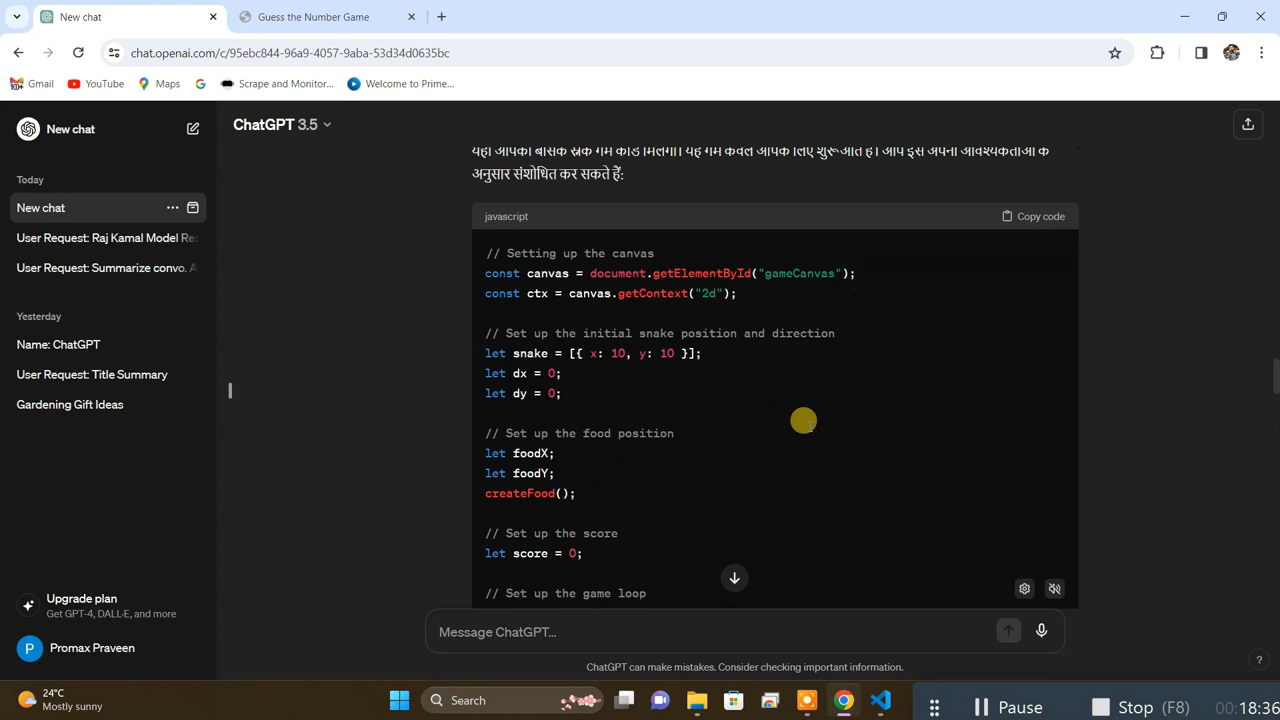 New chat
Guess the Number Game
chat.openai.com/c/95ebc844-96a9-4057-9aba-53d34d0635bc
Gmail
YouTube
Maps
Scrape and Monitor...
Welcome to Prime...
New chat
ChatGPT 3.5
Today
New chat
User Request: Raj Kamal Model Re
User Request: Summarize convo. A
Yesterday
Name: ChatGPT
User Request: Title Summary
Gardening Gift Ideas
Upgrade plan
Get GPT-4, DALL·E, and more
P
Promax Praveen
अनुसार संशोधित कर सकते हैं:
javascript
Copy code
// Setting up the canvas
const canvas = document.getElementById("gameCanvas");
const ctx = canvas.getContext("2d");
// Set up the initial snake position and direction
let snake = [{ x: 10, y: 10 }];
let dx = 0;
let dy = 0;
// Set up the food position
let foodX;
let foodY;
createFood();
// Set up the score
let score = 0;
// Set up the game loop
Message ChatGPT...
ChatGPT can make mistakes. Consider checking important information.
?
24°C
Mostly sunny
Search
Pause
Stop (F8)
00:18:36